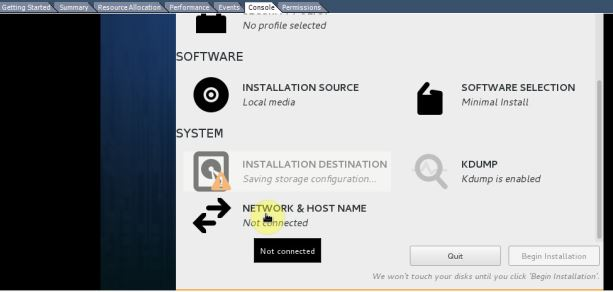 Getting Started Summary Resource Allocation Performance Events Console Permissions
No profile selected
SOFTWARE
INSTALLATION SOURCE
Local media
SOFTWARE SELECTION
Minimal Install
SYSTEM
INSTALLATION DESTINATION
Saving storage configuration...
KDUMP
Kdump is enabled
NETWORK & HOST NAME
Not connected
Not connected
Quit
Begin Installation
We won't touch your disks until you click 'Begin Installation'.